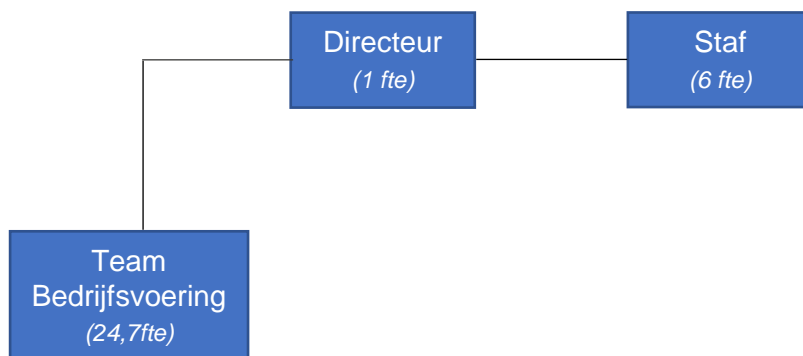 Directeur
(1 fte)
Staf
(6 fte)
Team
Bedrijfsvoering
(24,7fte)